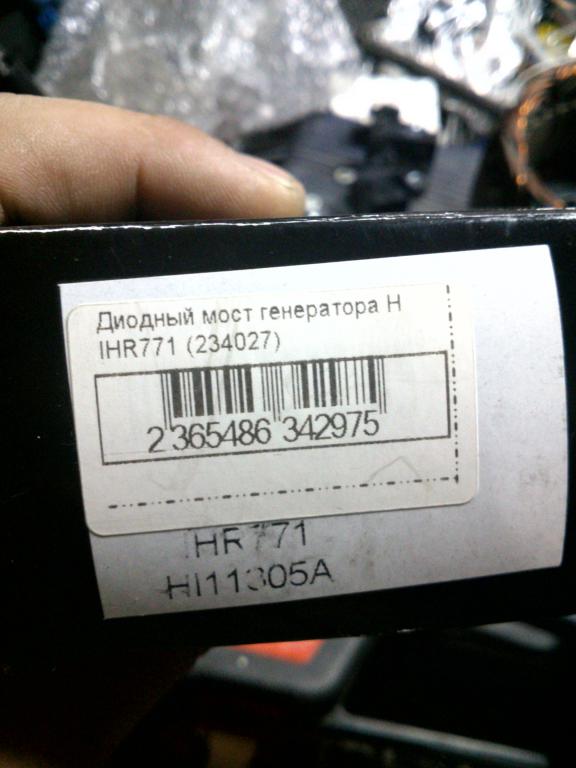 Диодный мост генератора H
IHR771 (234027)
2 365486 342975
IHR771
HI11305A